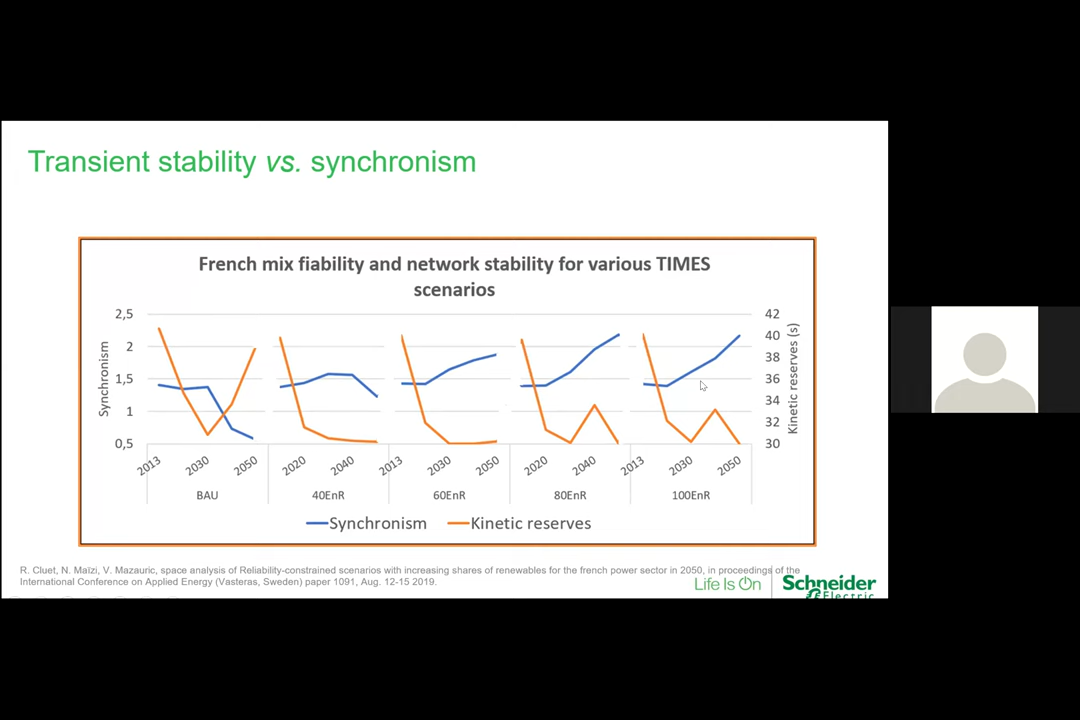 Transient stability vs. synchronism
French mix fiability and network stability for various TIMES
scenarios
2,5
2
1,5
1
0,5
Synchronism
42
40
38
36
34
32
30
Kinetic reserves (s)
2013
2030
2050
2020
2040
2013
2030
2050
2020
2040
2013
2030
2050
BAU
40EnR
60EnR
80EnR
100EnR
Synchronism
Kinetic reserves
R. Cluet, N. Maïzi, V. Mazauric, space analysis of Reliability-constrained scenarios with increasing shares of renewables for the french power sector in 2050, in proceedings of the
International Conference on Applied Energy (Vasteras, Sweden) paper 1091, Aug. 12-15 2019.
Life Is On
Schneider
Electric